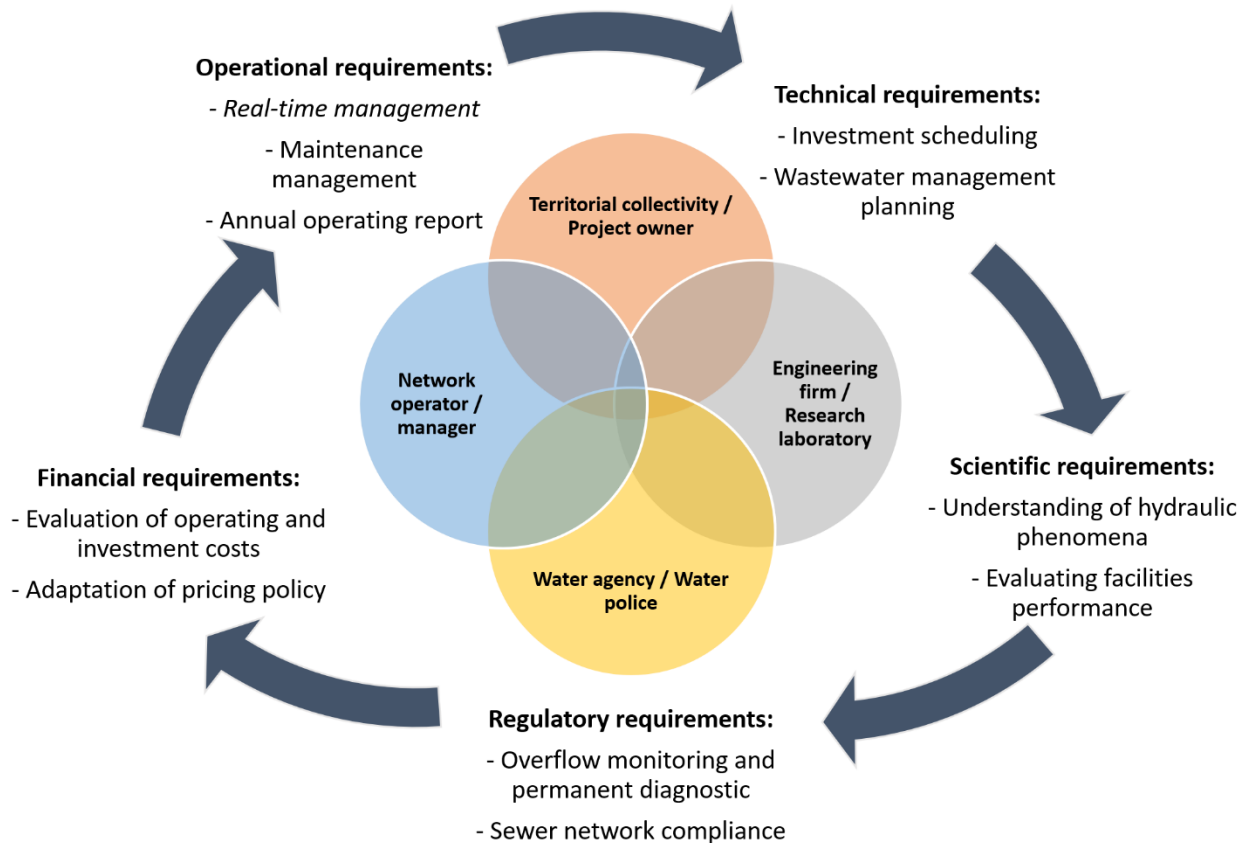 Operational requirements:
- Real-time management
- Maintenance
management
- Annual operating report
Technical requirements:
- Investment scheduling
- Wastewater management
planning
Territorial collectivity /
Project owner
Network
operator /
manager
Engineering
firm /
Research
laboratory
Water agency / Water
police
Financial requirements:
- Evaluation of operating and
investment costs
- Adaptation of pricing policy
Scientific requirements:
- Understanding of hydraulic
phenomena
- Evaluating facilities
performance
Regulatory requirements:
- Overflow monitoring and
permanent diagnostic
- Sewer network compliance